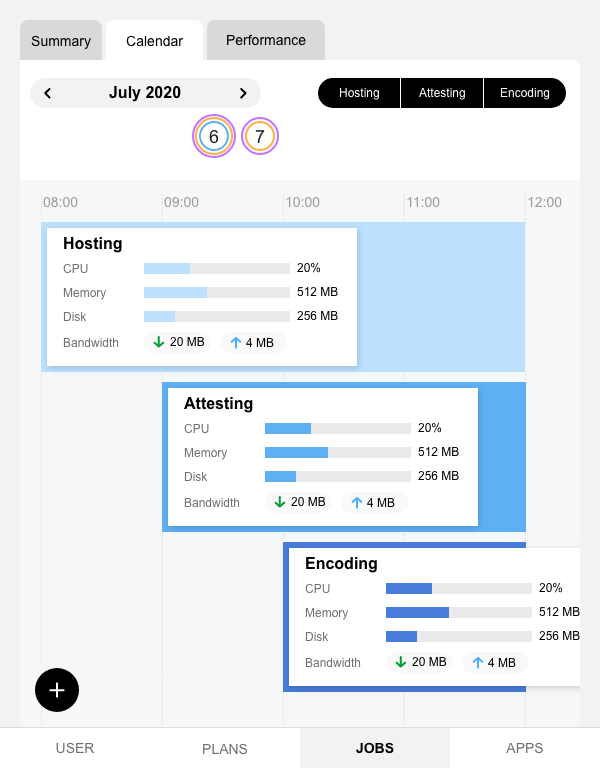 Summary Calendar Performance
July 2020 Hosting Attesting Encoding
6 7
08:00 09:00 10:00 11:00 12:00
Hosting
CPU 20%
Memory 512 MB
Disk 256 MB
Bandwidth 20 MB 4 MB
Attesting
CPU 20%
Memory 512 MB
Disk 256 MB
Bandwidth 20 MB 4 MB
Encoding
CPU 20%
Memory 512 MB
Disk 256 MB
Bandwidth 20 MB 4 MB
USER PLANS JOBS APPS